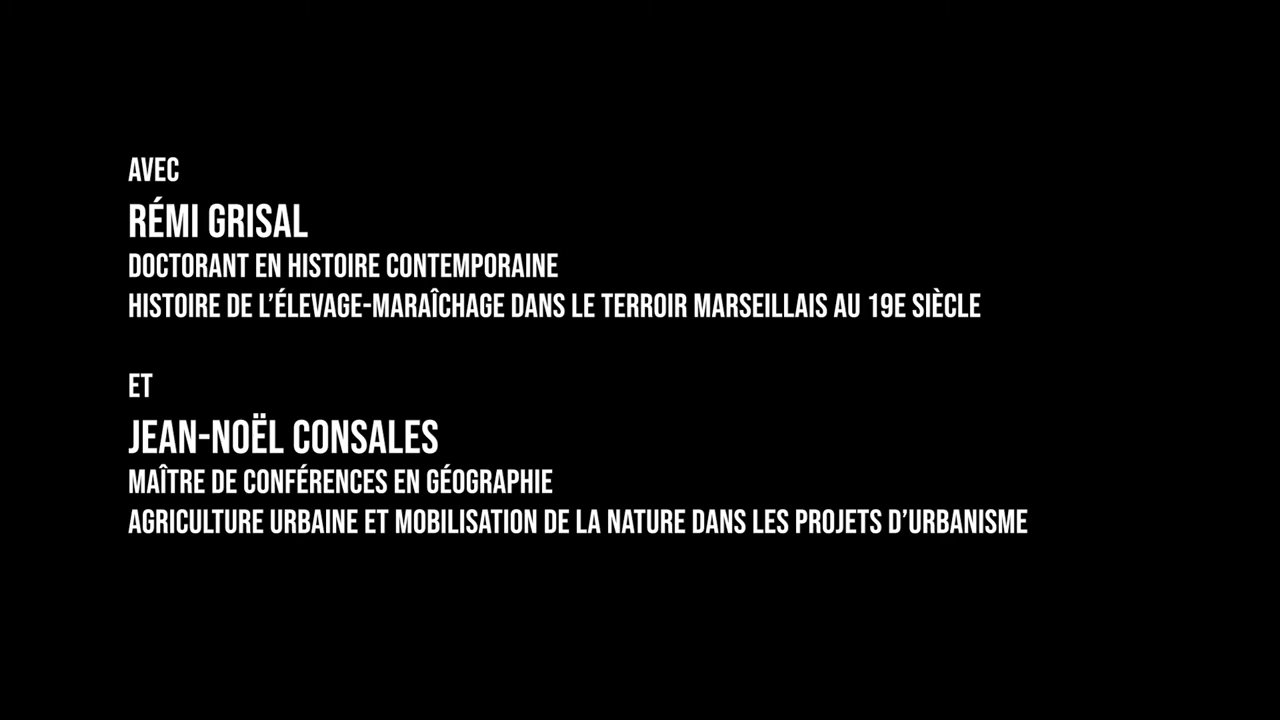 AVEC
RÉMI GRISAL
DOCTORANT EN HISTOIRE CONTEMPORAINE
HISTOIRE DE L’ÉLEVAGE-MARAÎCHAGE DANS LE TERROIR MARSEILLAIS AU 19E SIÈCLE
ET
JEAN-NOËL CONSALES
MAÎTRE DE CONFÉRENCES EN GÉOGRAPHIE
AGRICULTURE URBAINE ET MOBILISATION DE LA NATURE DANS LES PROJETS D’URBANISME